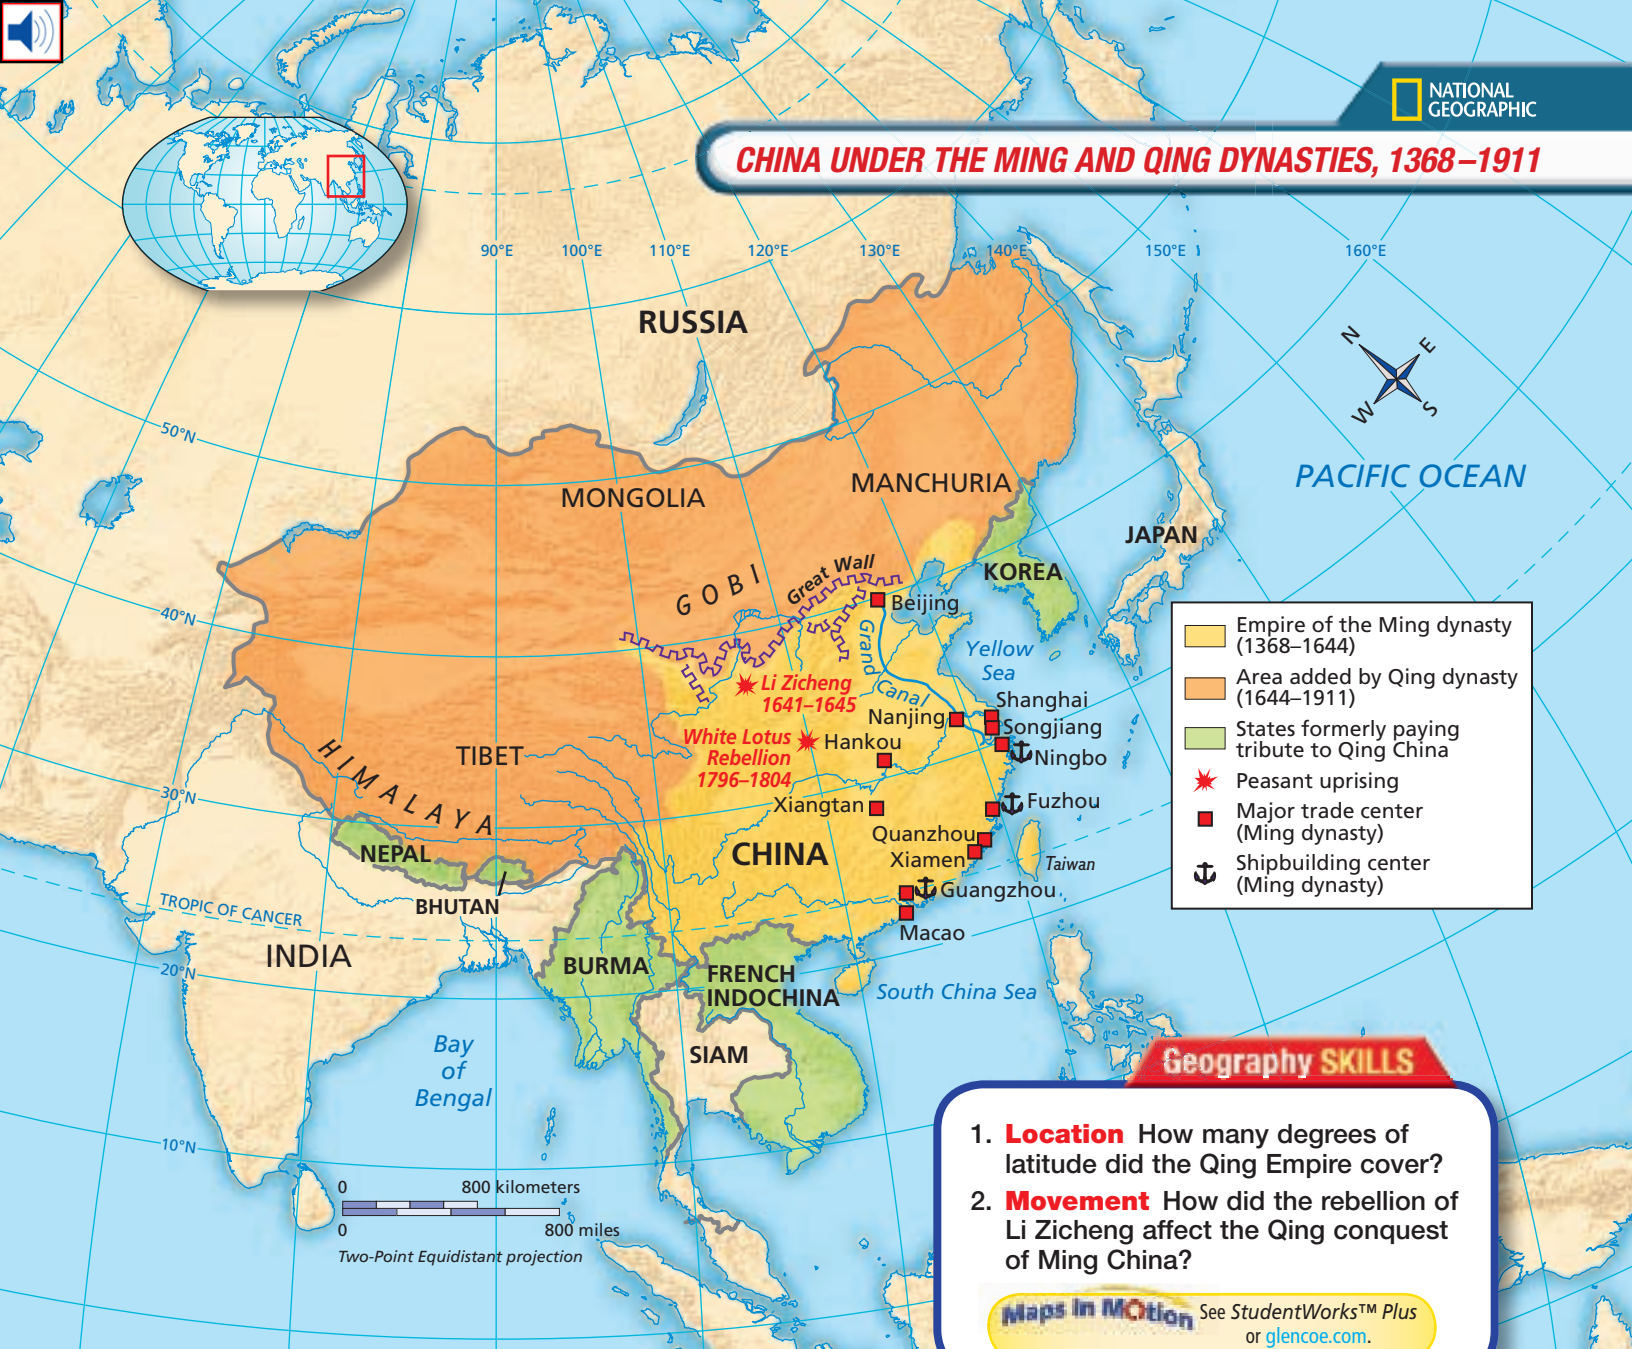 NATIONAL
GEOGRAPHIC
CHINA UNDER THE MING AND QING DYNASTIES, 1368–1911
90°E
100°E
110°E
120°E
130°E
140°E
150°E
160°E
RUSSIA
N
E
W
S
50°N
MONGOLIA
MANCHURIA
PACIFIC OCEAN
JAPAN
KOREA
GOBI
Great Wall
Beijing
40°N
Grand
Canal
Yellow
Sea
Li Zicheng
1641–1645
Shanghai
Nanjing
Songjiang
White Lotus
Rebellion
1796–1804
Hankou
Ningbo
TIBET
HIMALAYA
30°N
Xiangtan
Fuzhou
Quanzhou
Xiamen
CHINA
Taiwan
NEPAL
BHUTAN
Guangzhou
Macao
TROPIC OF CANCER
INDIA
20°N
BURMA
FRENCH
INDOCHINA
South China Sea
SIAM
Bay
of
Bengal
10°N
Empire of the Ming dynasty
(1368–1644)
Area added by Qing dynasty
(1644–1911)
States formerly paying
tribute to Qing China
Peasant uprising
Major trade center
(Ming dynasty)
Shipbuilding center
(Ming dynasty)
0 800 kilometers
0 800 miles
Two-Point Equidistant projection
Geography SKILLS
1. Location How many degrees of
latitude did the Qing Empire cover?
2. Movement How did the rebellion of
Li Zicheng affect the Qing conquest
of Ming China?
Maps in Motion See StudentWorks™ Plus
or glencoe.com.